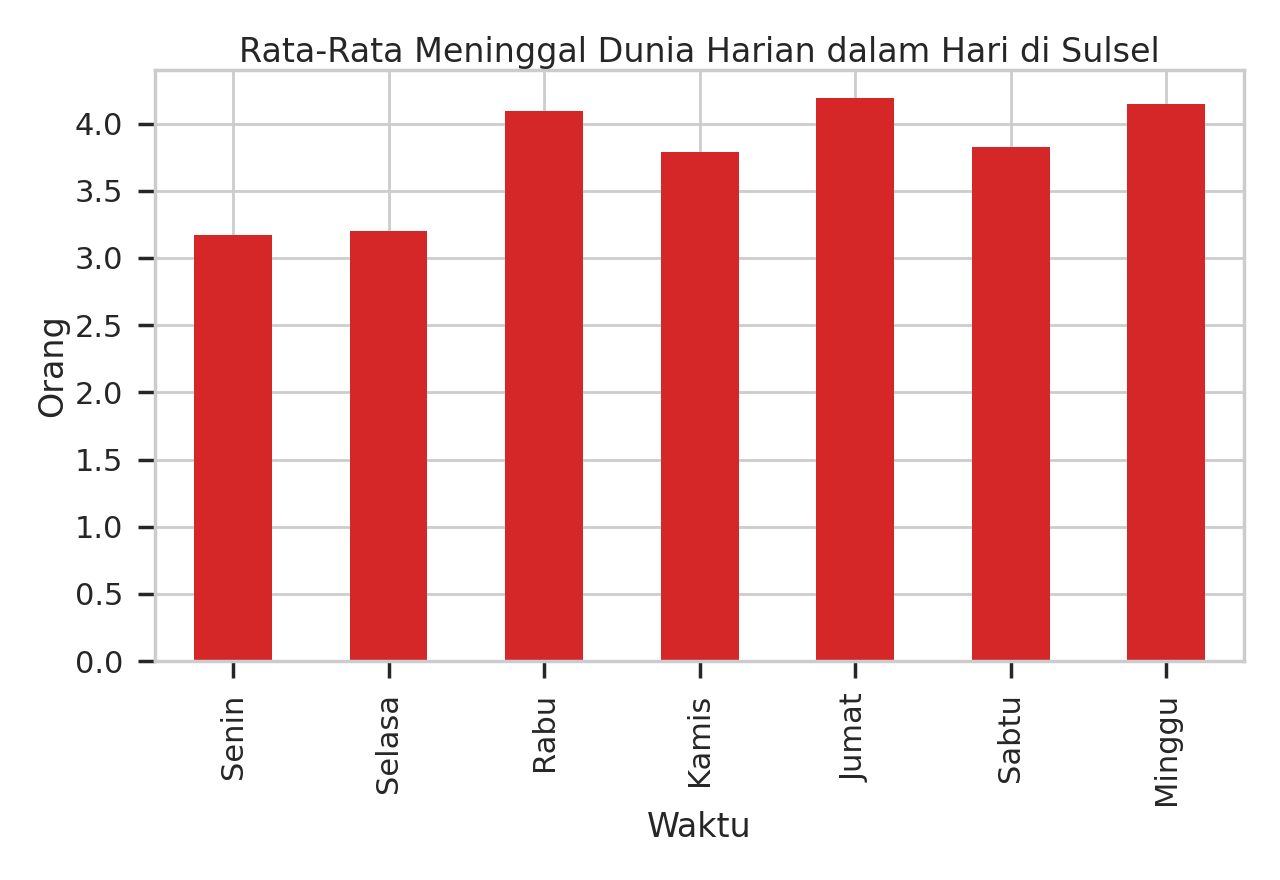 Rata-Rata Meninggal Dunia Harian dalam Hari di Sulsel
Orang
4.0
3.5
3.0
2.5
2.0
1.5
1.0
0.5
0.0
Senin
Selasa
Rabu
Kamis
Jumat
Sabtu
Minggu
Waktu